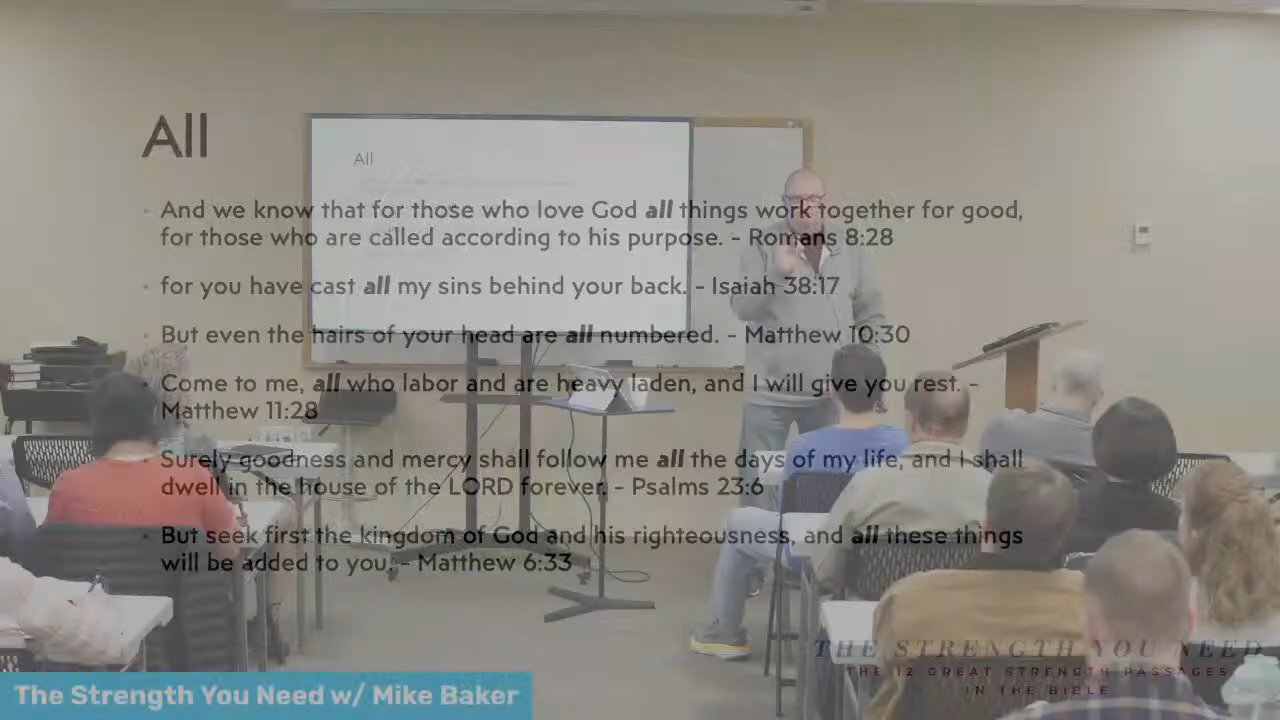 All
All
And we know that for those who love God all things work together for good,
for those who are called according to his purpose. - Romans 8:28
for you have cast all my sins behind your back. - Isaiah 38:17
But even the hairs of your head are all numbered. - Matthew 10:30
Come to me, all who labor and are heavy laden, and I will give you rest. -
Matthew 11:28
Surely goodness and mercy shall follow me all the days of my life, and I shall
dwell in the house of the LORD forever. - Psalms 23:6
But seek first the kingdom of God and his righteousness, and all these things
will be added to you. - Matthew 6:33
THE STRENGTH YOU NEED
THE 12 GREAT STRENGTH PASSAGES
IN THE BIBLE
The Strength You Need w/ Mike Baker